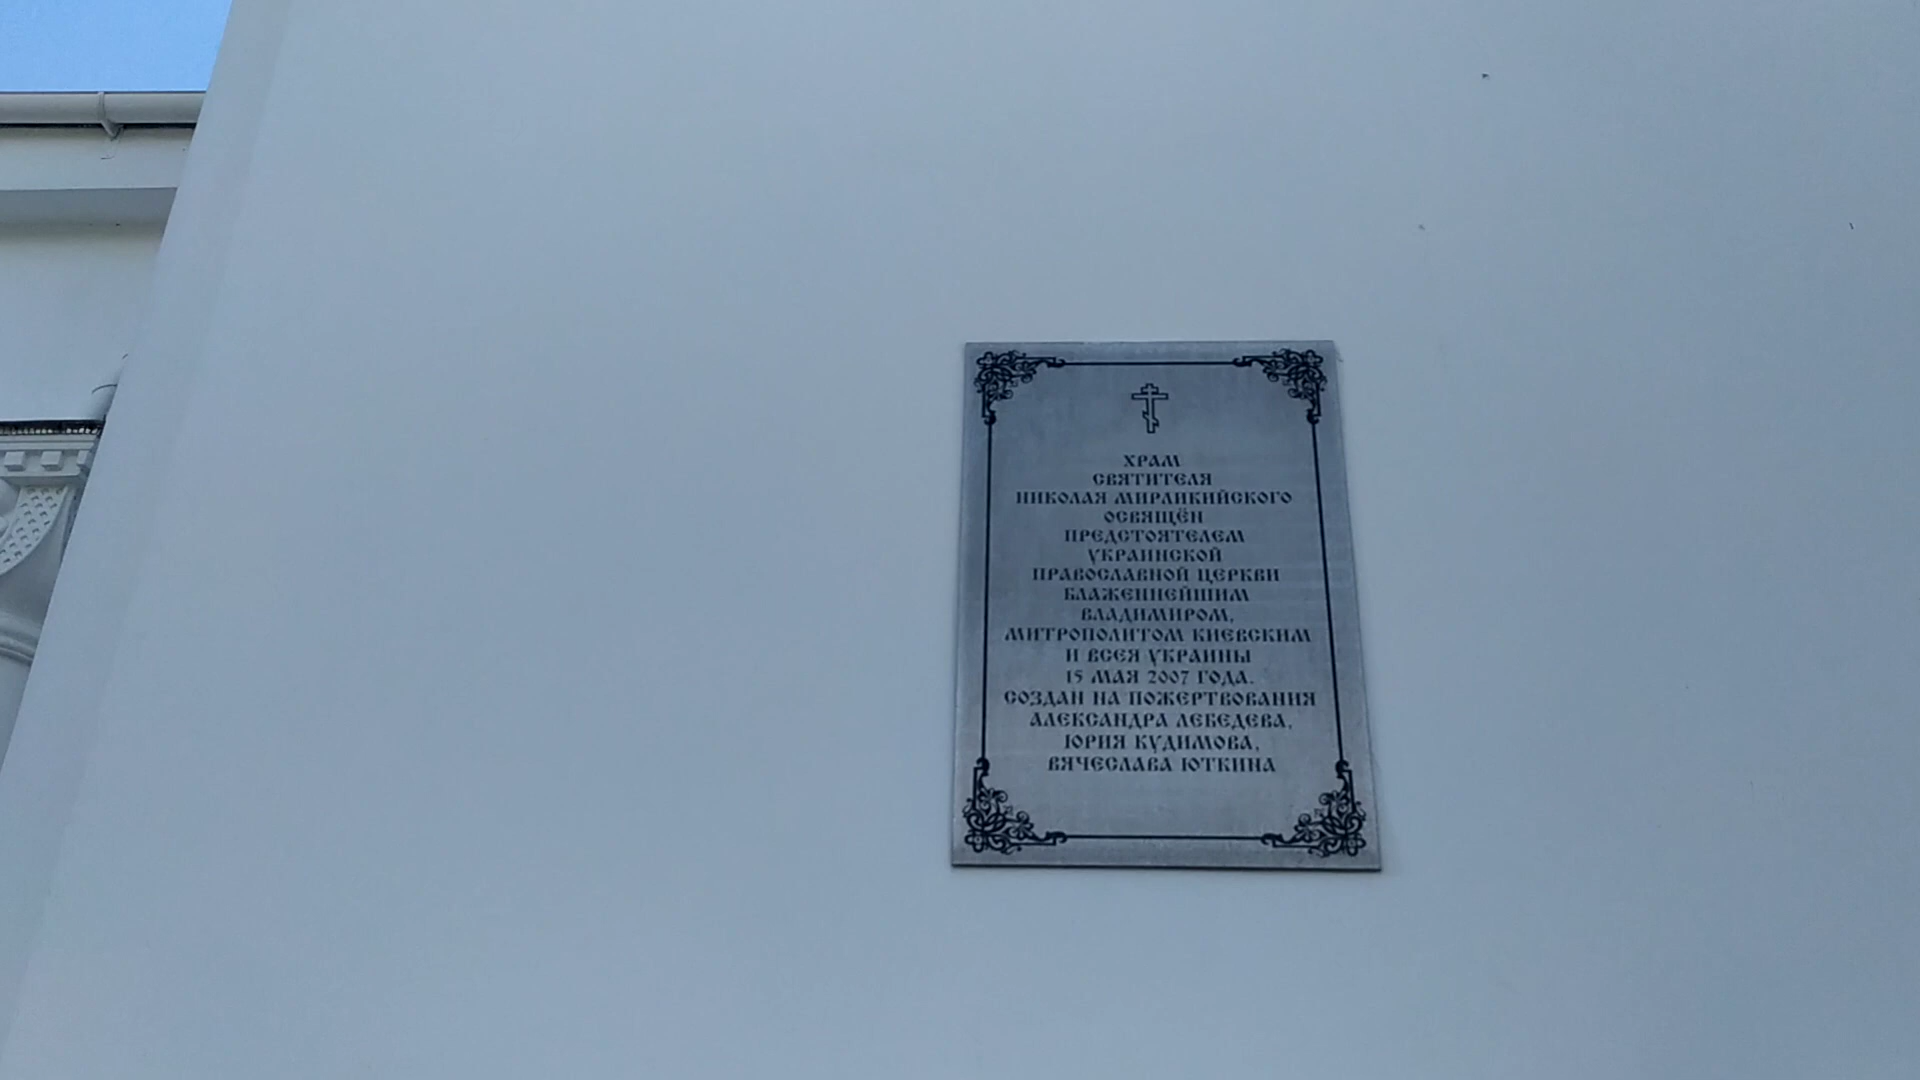 ХРАМ
СВЯТИТЕЛЯ
НИКОЛАЯ МИРЛИКИЙСКОГО
ОСВЯЩЁН
ПРЕДСТОЯТЕЛЕМ
УКРАИНСКОЙ
ПРАВОСЛАВНОЙ ЦЕРКВИ
БЛАЖЕННЕЙШИМ
ВЛАДИМИРОМ,
МИТРОПОЛИТОМ КИЕВСКИМ
И ВСЕЯ УКРАИНЫ
15 МАЯ 2007 ГОДА.
СОЗДАН НА ПОЖЕРТВОВАНИЯ
АЛЕКСАНДРА ЛЕБЕДЕВА,
ЮРИЯ КУДИМОВА,
ВЯЧЕСЛАВА ЮТКИНА